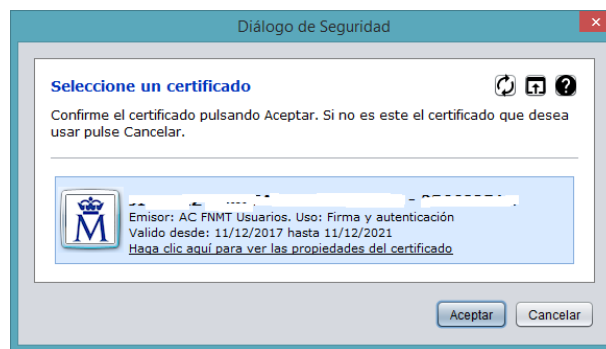 Diálogo de Seguridad
Seleccione un certificado
Confirme el certificado pulsando Aceptar. Si no es este el certificado que desea
usar pulse Cancelar.
Emisor: AC FNMT Usuarios. Uso: Firma y autenticación
Valido desde: 11/12/2017 hasta 11/12/2021
Haga clic aquí para ver las propiedades del certificado
Aceptar Cancelar